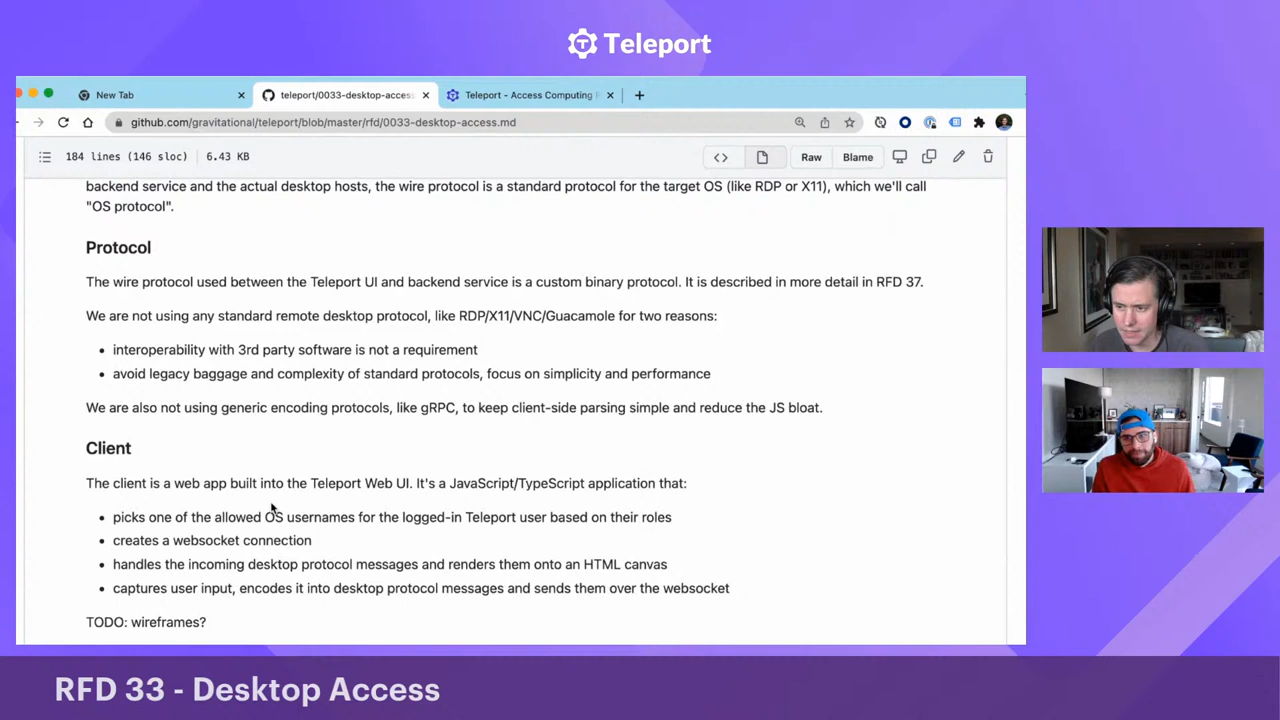 Teleport
New Tab
teleport/0033-desktop-access
Teleport - Access Computing P
github.com/gravitational/teleport/blob/master/rfd/0033-desktop-access.md
184 lines (146 sloc) 6.43 KB
Raw
Blame
backend service and the actual desktop hosts, the wire protocol is a standard protocol for the target OS (like RDP or X11), which we'll call
"OS protocol".
Protocol
The wire protocol used between the Teleport UI and backend service is a custom binary protocol. It is described in more detail in RFD 37.
We are not using any standard remote desktop protocol, like RDP/X11/VNC/Guacamole for two reasons:
• interoperability with 3rd party software is not a requirement
• avoid legacy baggage and complexity of standard protocols, focus on simplicity and performance
We are also not using generic encoding protocols, like gRPC, to keep client-side parsing simple and reduce the JS bloat.
Client
The client is a web app built into the Teleport Web UI. It's a JavaScript/TypeScript application that:
• picks one of the allowed OS usernames for the logged-in Teleport user based on their roles
• creates a websocket connection
• handles the incoming desktop protocol messages and renders them onto an HTML canvas
• captures user input, encodes it into desktop protocol messages and sends them over the websocket
TODO: wireframes?
RFD 33 - Desktop Access